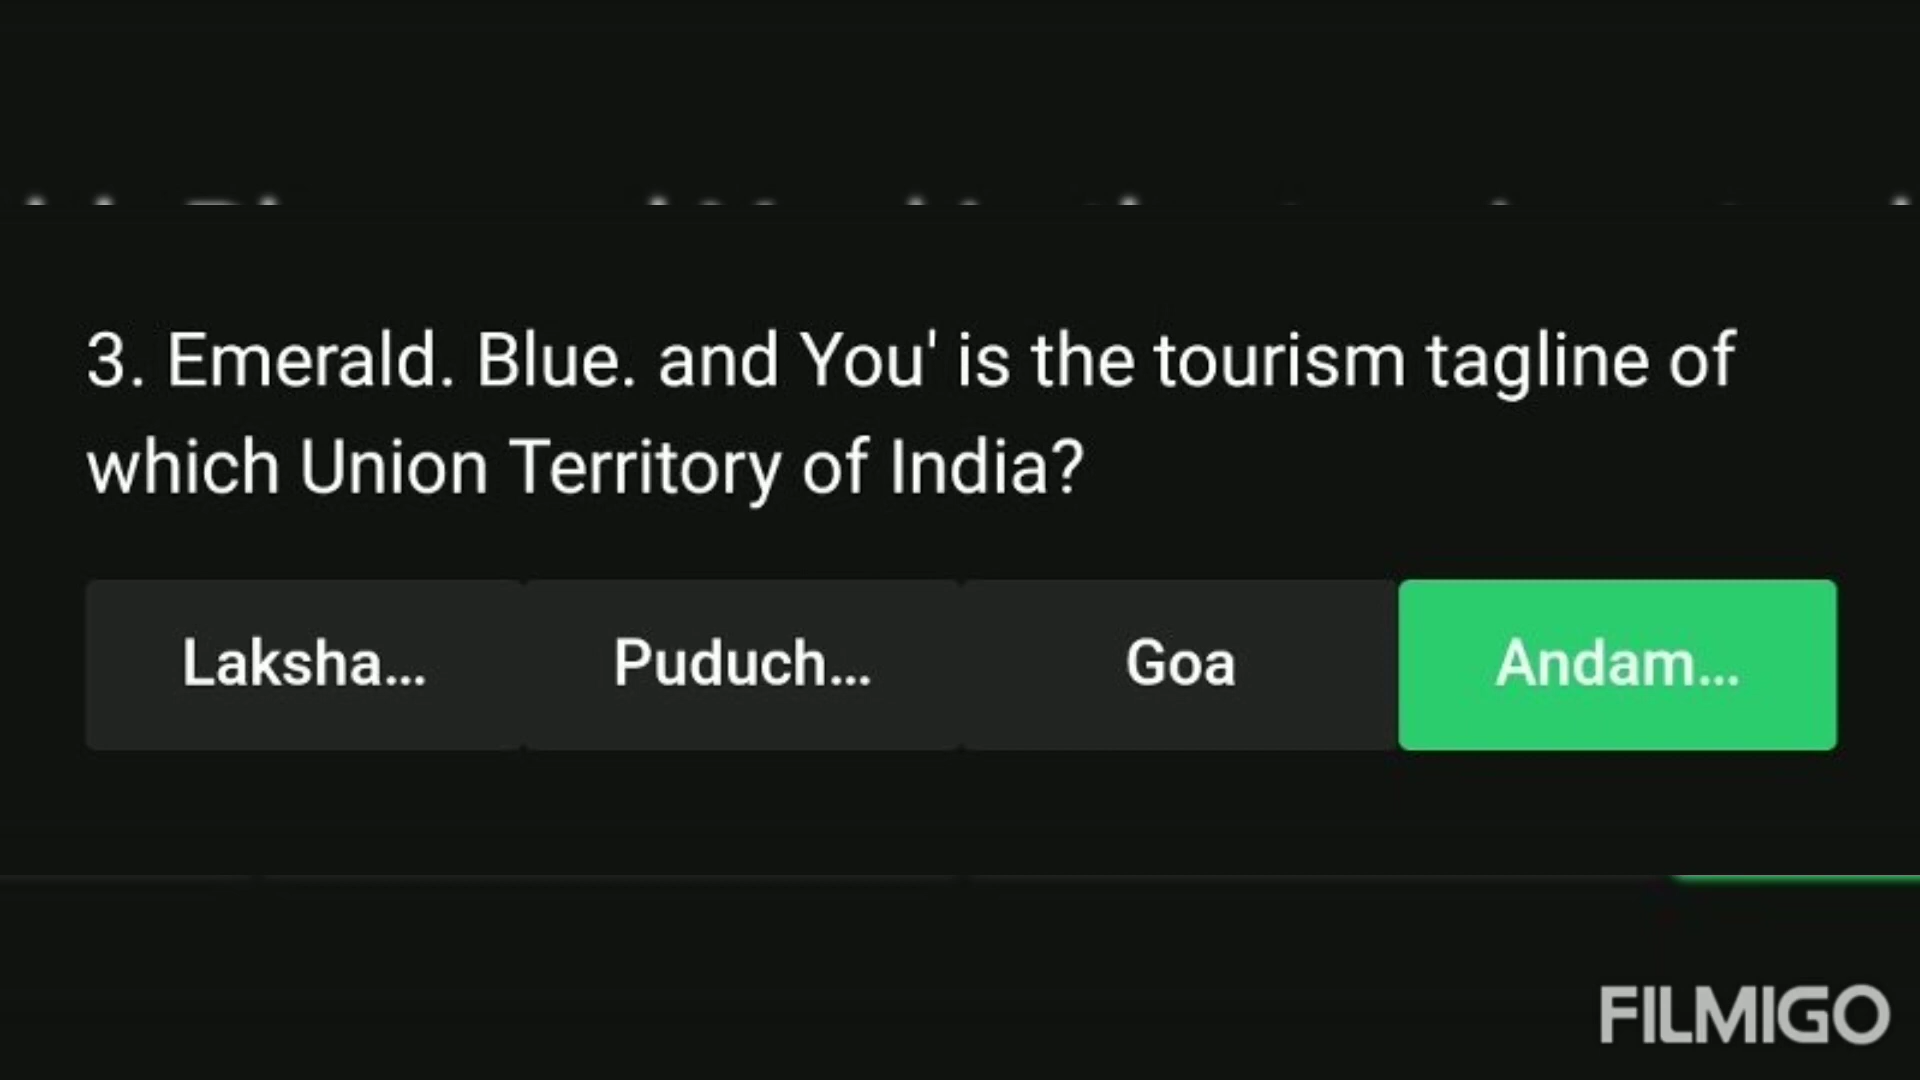 3. Emerald. Blue. and You' is the tourism tagline of
which Union Territory of India?
Laksha...
Puduch...
Goa
Andam...
FILMIGO